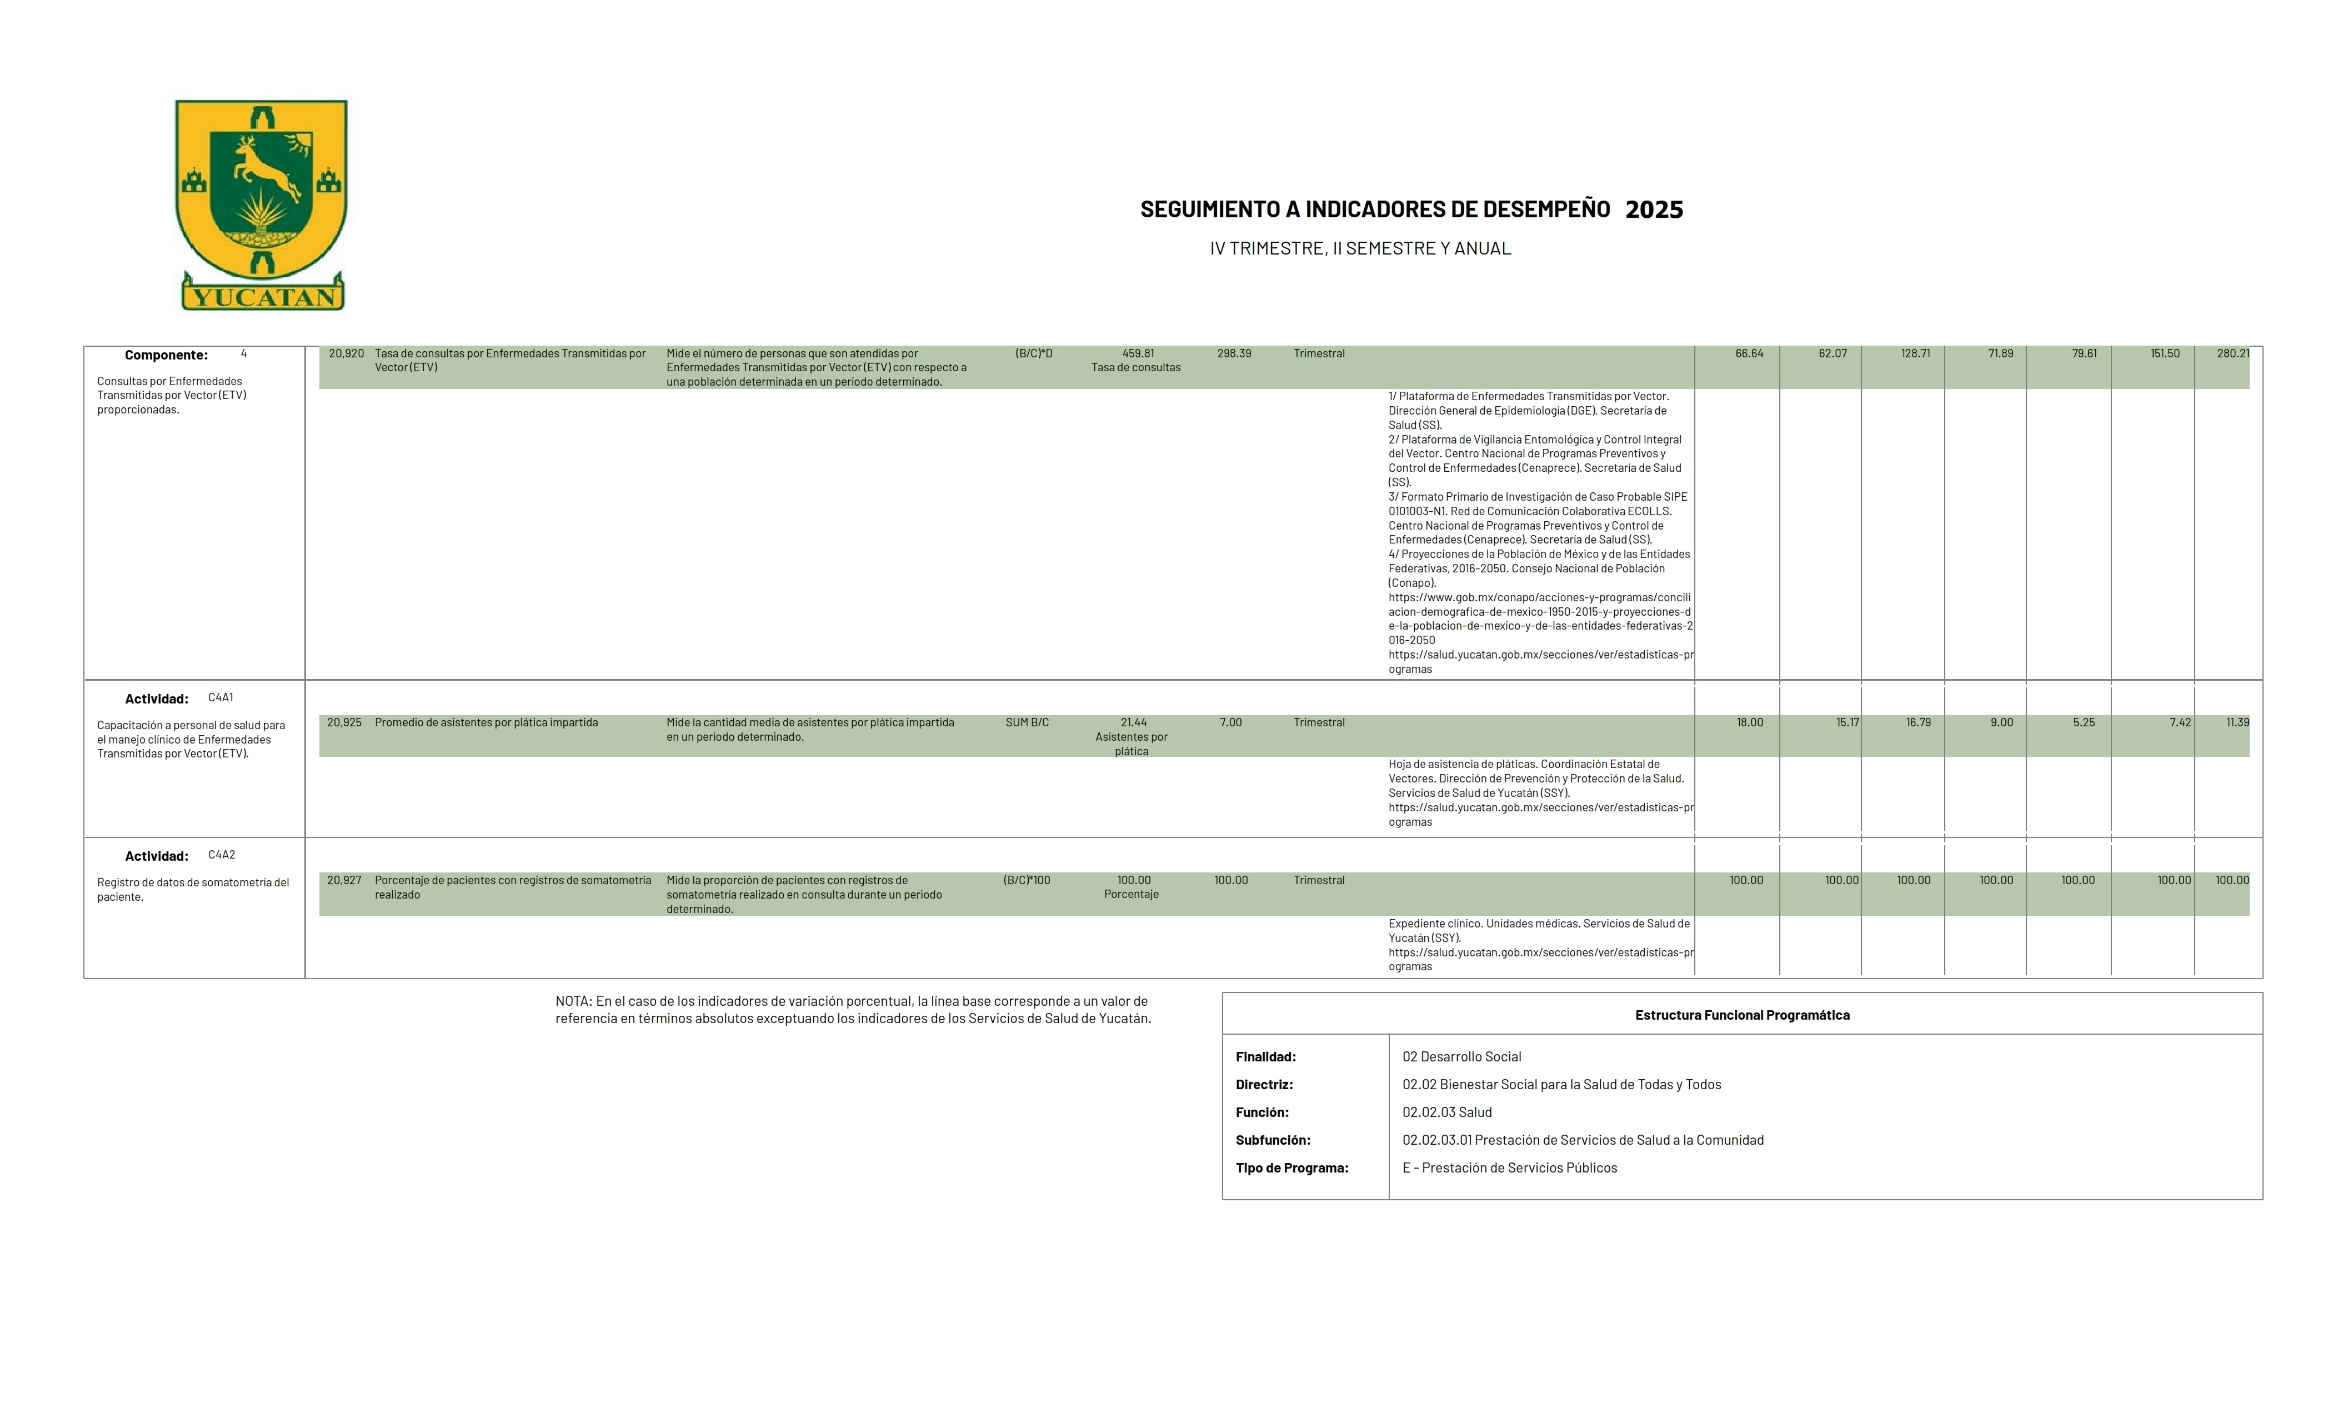 YUCATAN
SEGUIMIENTO A INDICADORES DE DESEMPEÑO 2025
IV TRIMESTRE, II SEMESTRE Y ANUAL
Componente: 4
Consultas por Enfermedades
Transmitidas por Vector (ETV)
proporcionadas.
20,920 Tasa de consultas por Enfermedades Transmitidas por
Vector (ETV)
Mide el número de personas que son atendidas por
Enfermedades Transmitidas por Vector (ETV) con respecto a
una población determinada en un periodo determinado.
(B/C)*D
459.81
Tasa de consultas
298.39
Trimestral
66.64 62.07 128.71 71.89 79.61 151.50 280.21
1/ Plataforma de Enfermedades Transmitidas por Vector.
Dirección General de Epidemiología (DGE). Secretaría de
Salud (SS).
2/ Plataforma de Vigilancia Entomológica y Control Integral
del Vector. Centro Nacional de Programas Preventivos y
Control de Enfermedades (Cenaprece). Secretaría de Salud
(SS).
3/ Formato Primario de Investigación de Caso Probable SIPE
0101003-N1. Red de Comunicación Colaborativa ECOLLS.
Centro Nacional de Programas Preventivos y Control de
Enfermedades (Cenaprece). Secretaría de Salud (SS).
4/ Proyecciones de la Población de México y de las Entidades
Federativas, 2016-2050. Consejo Nacional de Población
(Conapo).
https://www.gob.mx/conapo/acciones-y-programas/concili
acion-demografica-de-mexico-1950-2015-y-proyecciones-d
e-la-poblacion-de-mexico-y-de-las-entidades-federativas-2
016-2050
https://salud.yucatan.gob.mx/secciones/ver/estadisticas-pr
ogramas
Actividad: C4A1
Capacitación a personal de salud para
el manejo clínico de Enfermedades
Transmitidas por Vector (ETV).
20,925 Promedio de asistentes por plática impartida
Mide la cantidad media de asistentes por plática impartida
en un periodo determinado.
SUM B/C
21.44
Asistentes por
plática
7.00
Trimestral
18.00 15.17 16.79 9.00 5.25 7.42 11.39
Hoja de asistencia de pláticas. Coordinación Estatal de
Vectores. Dirección de Prevención y Protección de la Salud.
Servicios de Salud de Yucatán (SSY).
https://salud.yucatan.gob.mx/secciones/ver/estadisticas-pr
ogramas
Actividad: C4A2
Registro de datos de somatometría del
paciente.
20,927 Porcentaje de pacientes con registros de somatometría
realizado
Mide la proporción de pacientes con registros de
somatometría realizado en consulta durante un periodo
determinado.
(B/C)*100
100.00
Porcentaje
100.00
Trimestral
100.00 100.00 100.00 100.00 100.00 100.00 100.00
Expediente clínico. Unidades médicas. Servicios de Salud de
Yucatán (SSY).
https://salud.yucatan.gob.mx/secciones/ver/estadisticas-pr
ogramas
NOTA: En el caso de los indicadores de variación porcentual, la línea base corresponde a un valor de
referencia en términos absolutos exceptuando los indicadores de los Servicios de Salud de Yucatán.
Estructura Funcional Programática
Finalidad: 02 Desarrollo Social
Directriz: 02.02 Bienestar Social para la Salud de Todas y Todos
Función: 02.02.03 Salud
Subfunción: 02.02.03.01 Prestación de Servicios de Salud a la Comunidad
Tipo de Programa: E - Prestación de Servicios Públicos